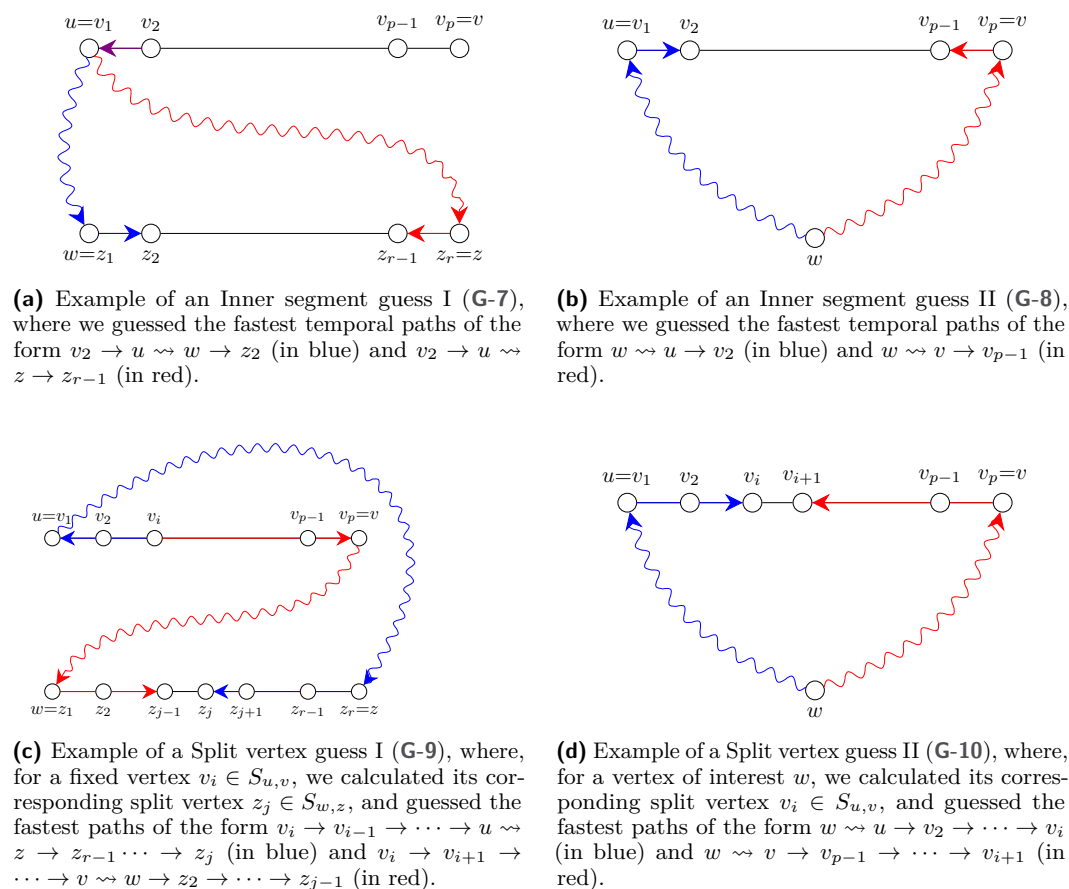 u=v₁ v₂ vₚ₋₁ vₚ=v
w=z₁ z₂ zᵣ₋₁ zᵣ=z
(a) Example of an Inner segment guess I (G-7),
where we guessed the fastest temporal paths of the
form v₂ → u ⇝ w → z₂ (in blue) and v₂ → u ⇝
z → zᵣ₋₁ (in red).
u=v₁ v₂ vₚ₋₁ vₚ=v
w
(b) Example of an Inner segment guess II (G-8),
where we guessed the fastest temporal paths of the
form w ⇝ u → v₂ (in blue) and w ⇝ v → vₚ₋₁ (in
red).
u=v₁ v₂ vᵢ vₚ₋₁ vₚ=v
w=z₁ z₂ zⱼ₋₁ zⱼ zⱼ₊₁ zᵣ₋₁ zᵣ=z
(c) Example of a Split vertex guess I (G-9), where,
for a fixed vertex vᵢ ∈ Sᵤ,ᵥ, we calculated its cor-
responding split vertex zⱼ ∈ S_{w,z}, and guessed the
fastest paths of the form vᵢ → vᵢ₋₁ → ⋯ → u ⇝
z → zᵣ₋₁ ⋯ → zⱼ (in blue) and vᵢ → vᵢ₊₁ →
⋯ → v ⇝ w → z₂ → ⋯ → zⱼ₋₁ (in red).
u=v₁ v₂ vᵢ vᵢ₊₁ vₚ₋₁ vₚ=v
w
(d) Example of a Split vertex guess II (G-10), where,
for a vertex of interest w, we calculated its corres-
ponding split vertex vᵢ ∈ Sᵤ,ᵥ, and guessed the
fastest paths of the form w ⇝ u → v₂ → ⋯ → vᵢ
(in blue) and w ⇝ v → vₚ₋₁ → ⋯ → vᵢ₊₁ (in
red).